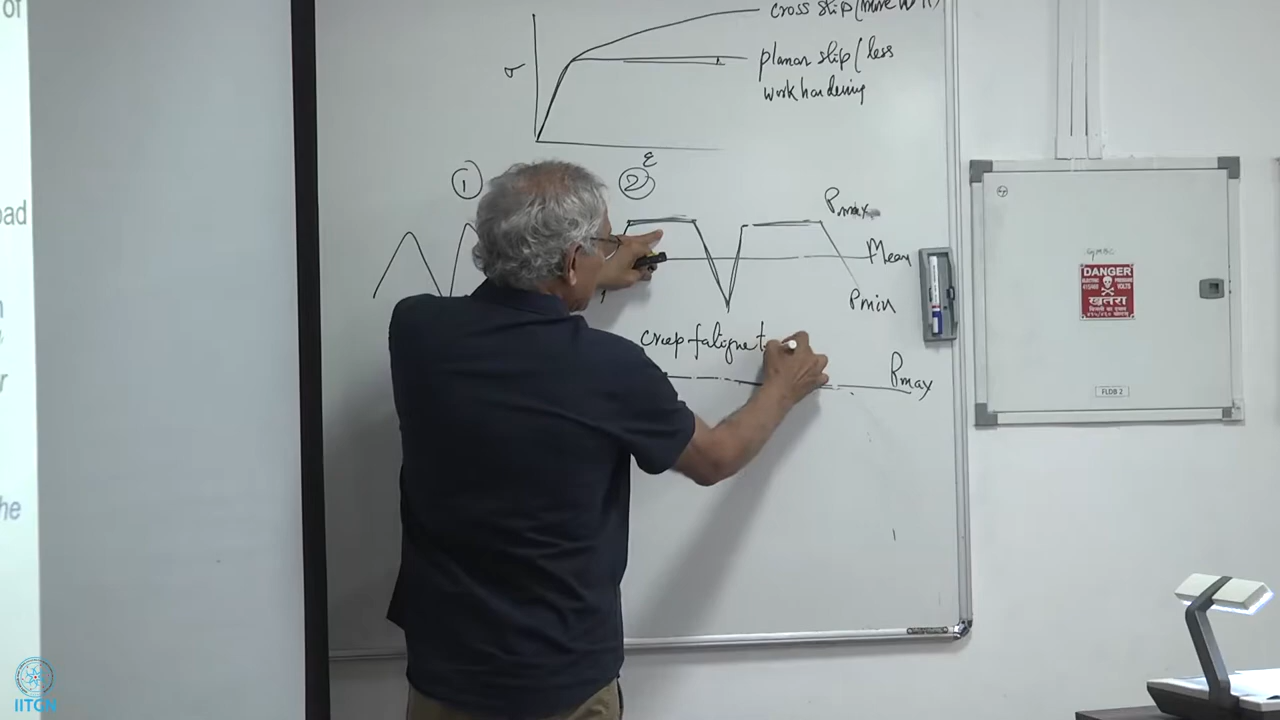 of
oad
r
he
cross slip (more
planar slip (less
work hardening
σ
ε
1
2
Pmax
Mean
Pmin
creep fatigue
Pmax
DANGER
खतरा
FLDB 2
IITGN